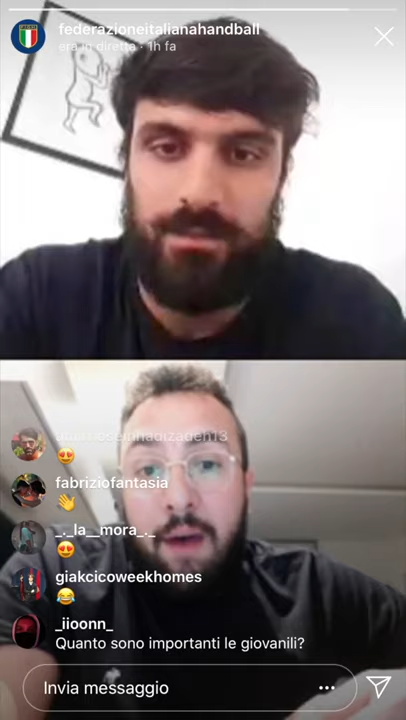 federazioneitalianahandball
era in diretta · 1h fa
fabriziofantasia
_._la__mora_._
giakcicoweekhomes
_iioonn_
Quanto sono importanti le giovanili?
Invia messaggio